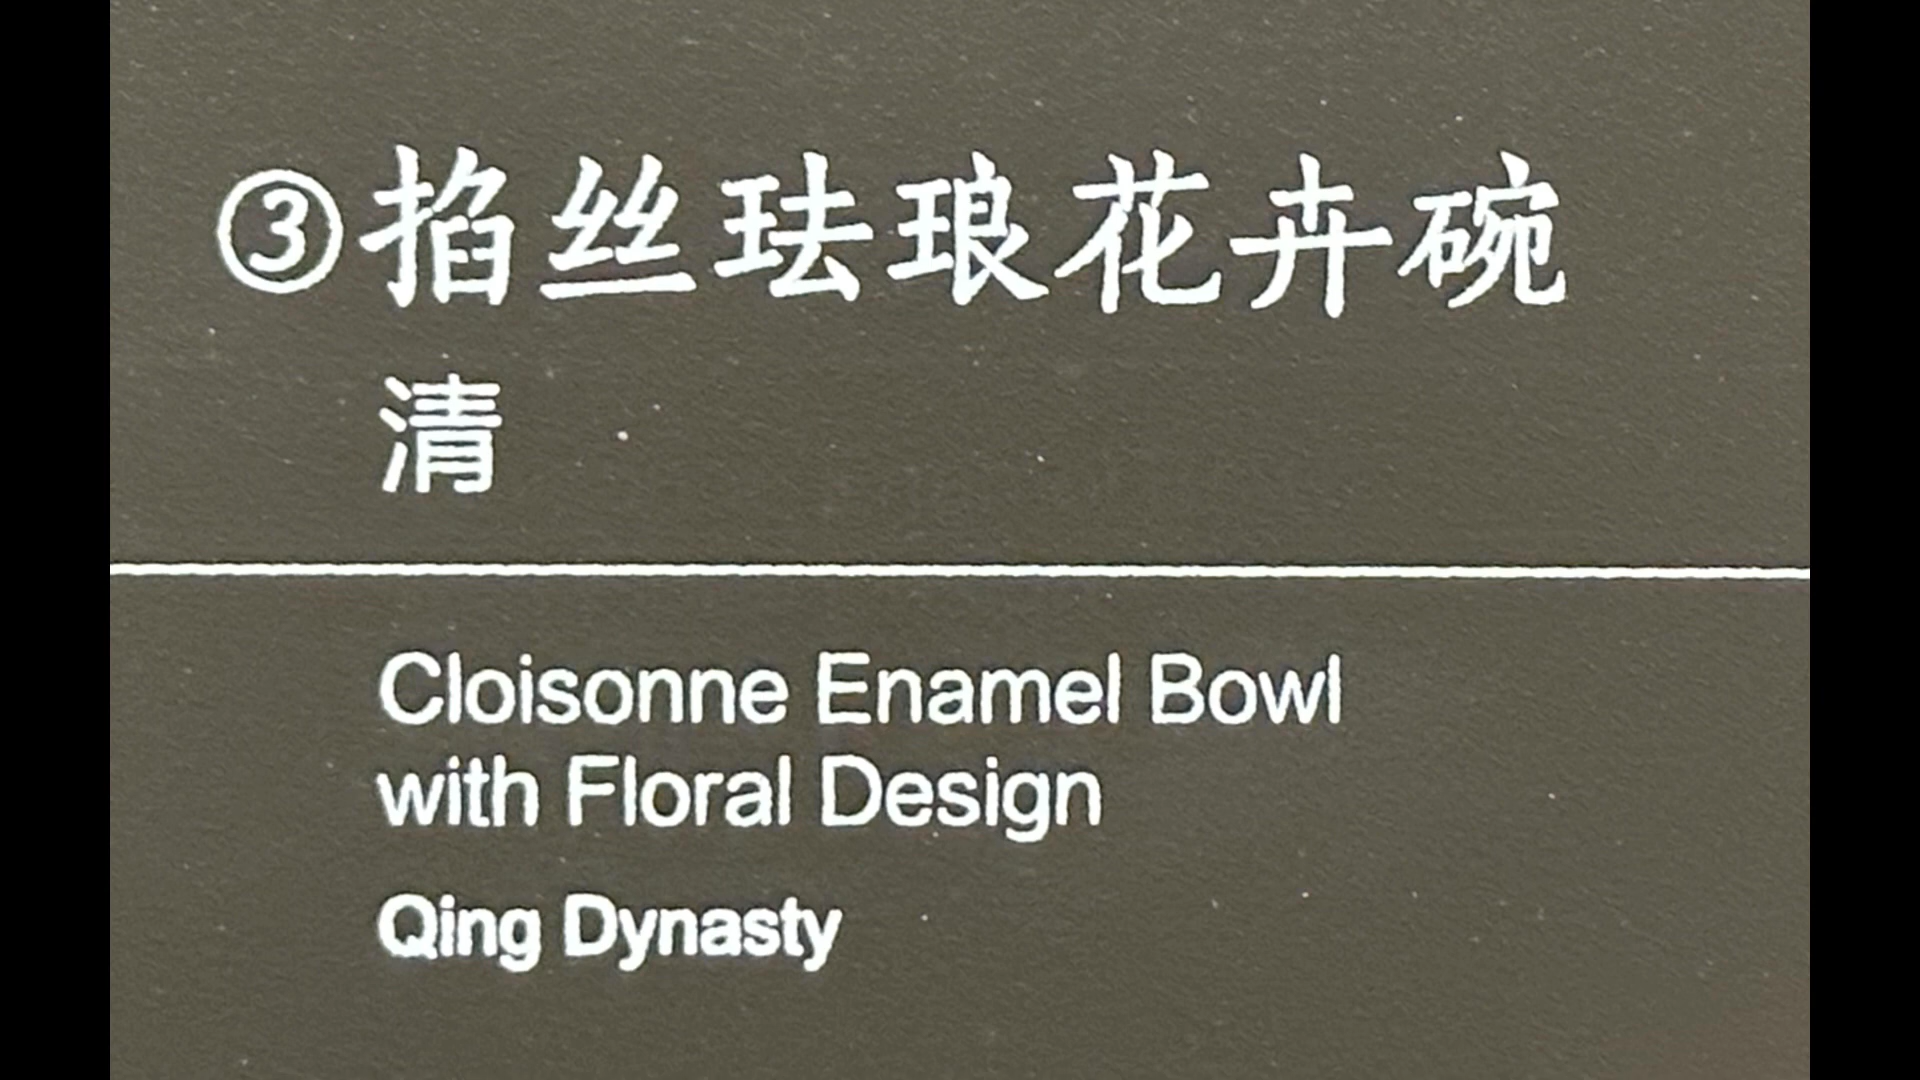 ③掐丝珐琅花卉碗
清
Cloisonne Enamel Bowl
with Floral Design
Qing Dynasty